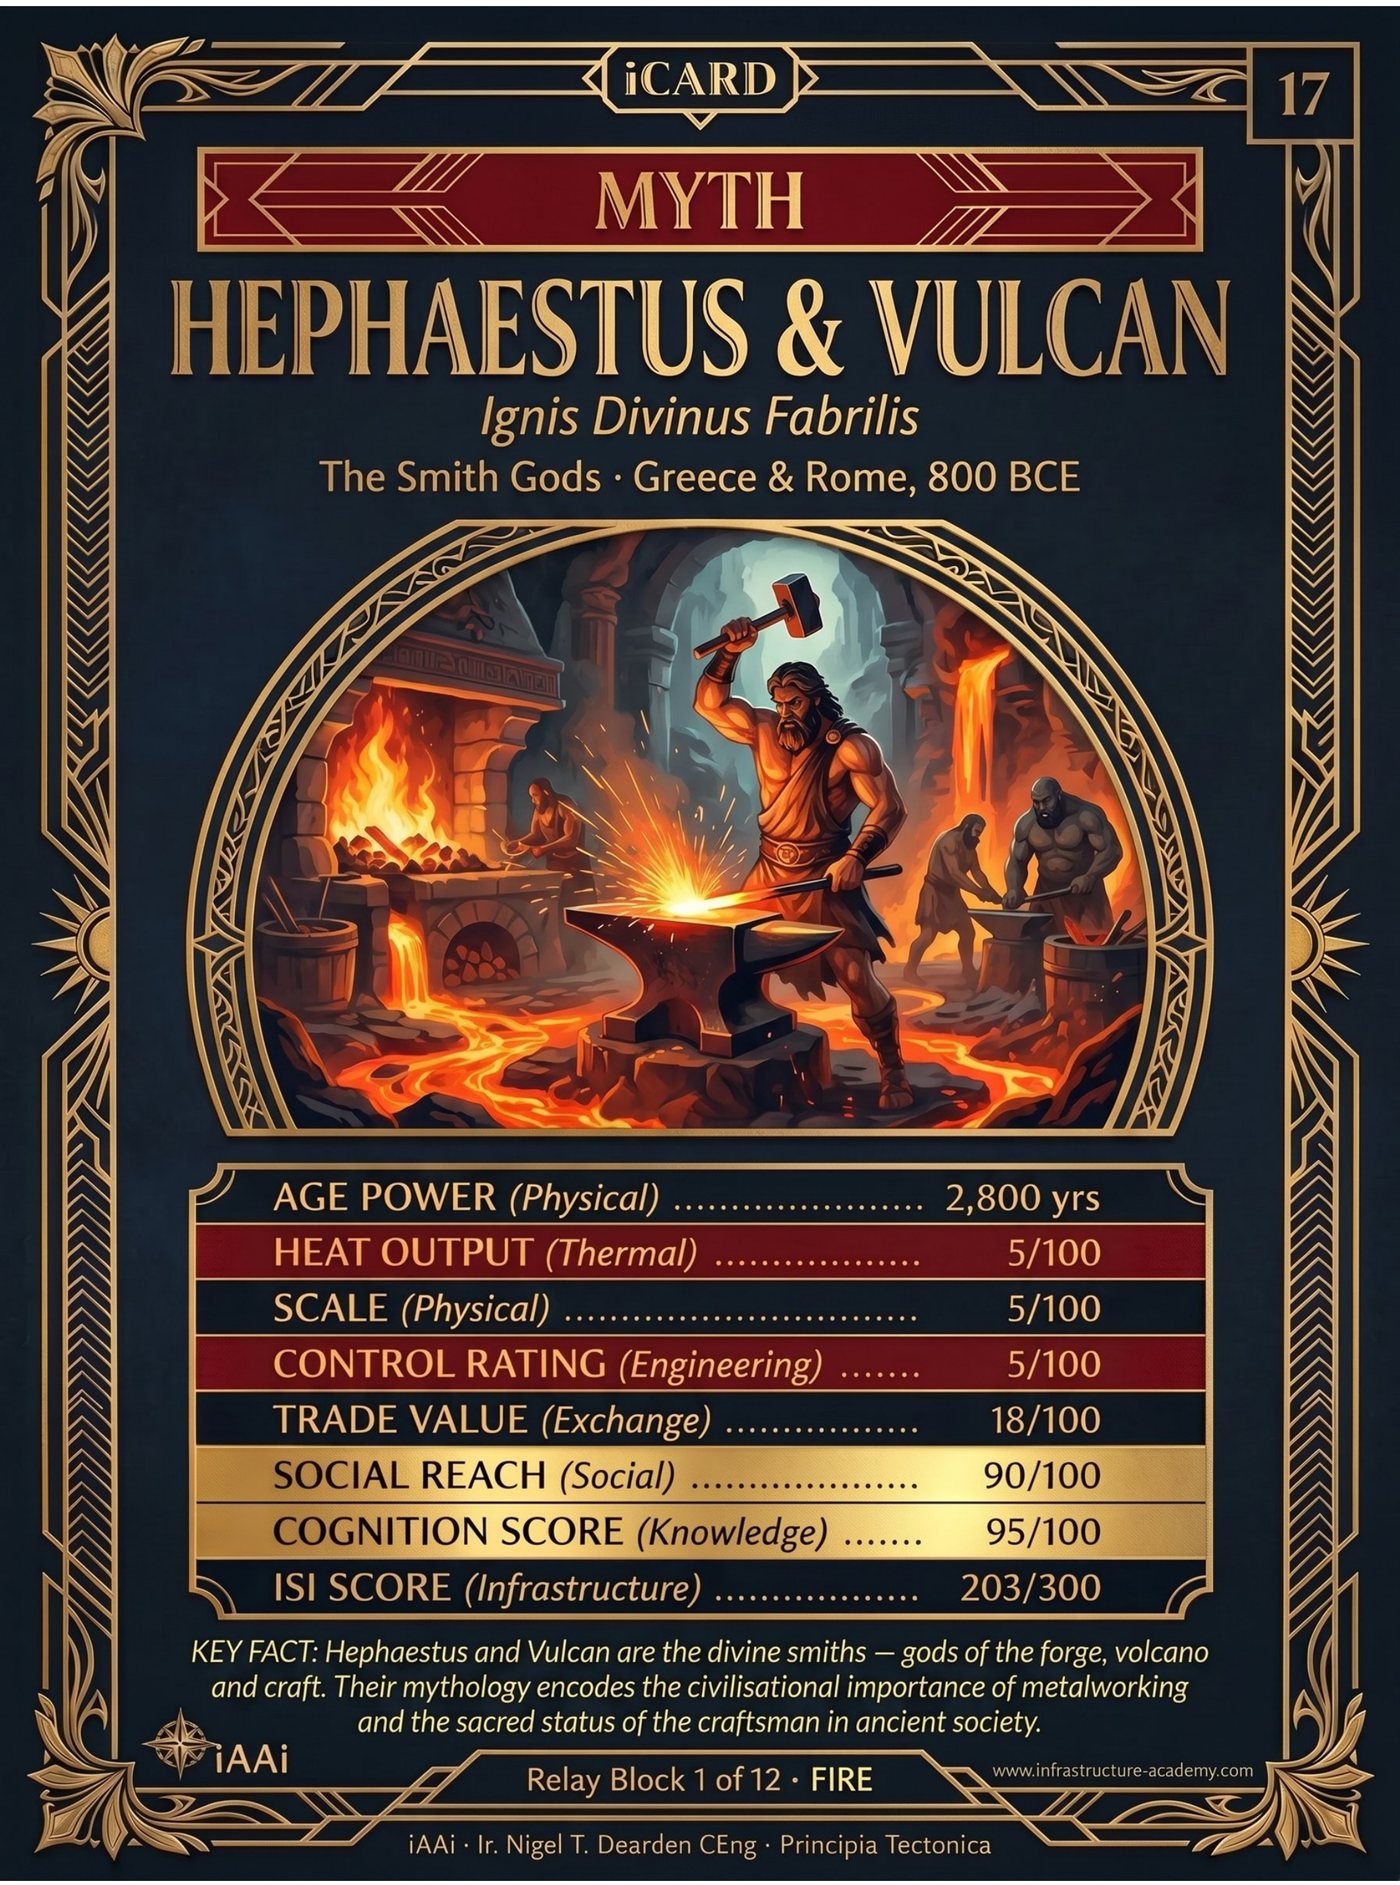 iCARD
17
MYTH
HEPHAESTUS & VULCAN
Ignis Divinus Fabrilis
The Smith Gods · Greece & Rome, 800 BCE
AGE POWER (Physical) ...................... 2,800 yrs
HEAT OUTPUT (Thermal) .................. 5/100
SCALE (Physical) ............................... 5/100
CONTROL RATING (Engineering) ....... 5/100
TRADE VALUE (Exchange) ................. 18/100
SOCIAL REACH (Social) .................... 90/100
COGNITION SCORE (Knowledge) ....... 95/100
ISI SCORE (Infrastructure) .................. 203/300
KEY FACT: Hephaestus and Vulcan are the divine smiths — gods of the forge, volcano
and craft. Their mythology encodes the civilisational importance of metalworking
and the sacred status of the craftsman in ancient society.
iAAi
Relay Block 1 of 12 · FIRE
www.infrastructure-academy.com
iAAi · Ir. Nigel T. Dearden CEng · Principia Tectonica